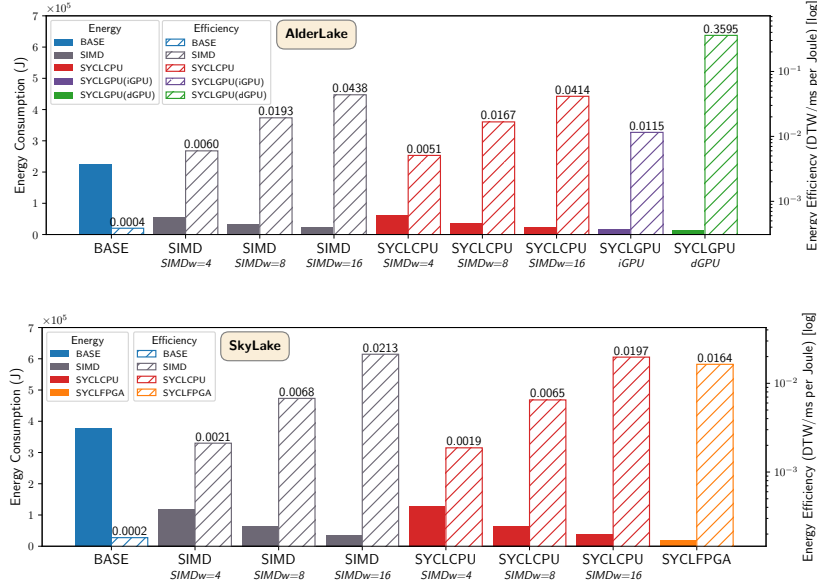 ×10⁵
Energy Efficiency
BASE BASE
SIMD SIMD
SYCLCPU SYCLCPU
SYCLGPU(iGPU) SYCLGPU(iGPU)
SYCLGPU(dGPU) SYCLGPU(dGPU)
AlderLake
Energy Consumption (J)
7
6
5
4
3
2
1
0
0.0004
0.0060
0.0193
0.0438
0.0051
0.0167
0.0414
0.0115
0.3595
10⁻¹
10⁻²
10⁻³
Energy Efficiency (DTW/ms per Joule) [log]
BASE SIMD SIMD SIMD SYCLCPU SYCLCPU SYCLCPU SYCLGPU SYCLGPU
SIMDw=4 SIMDw=8 SIMDw=16 SIMDw=4 SIMDw=8 SIMDw=16 iGPU dGPU
×10⁵
Energy Efficiency
BASE BASE
SIMD SIMD
SYCLCPU SYCLCPU
SYCLFPGA SYCLFPGA
SkyLake
Energy Consumption (J)
7
6
5
4
3
2
1
0
0.0002
0.0021
0.0068
0.0213
0.0019
0.0065
0.0197
0.0164
10⁻²
10⁻³
Energy Efficiency (DTW/ms per Joule) [log]
BASE SIMD SIMD SIMD SYCLCPU SYCLCPU SYCLCPU SYCLFPGA
SIMDw=4 SIMDw=8 SIMDw=16 SIMDw=4 SIMDw=8 SIMDw=16